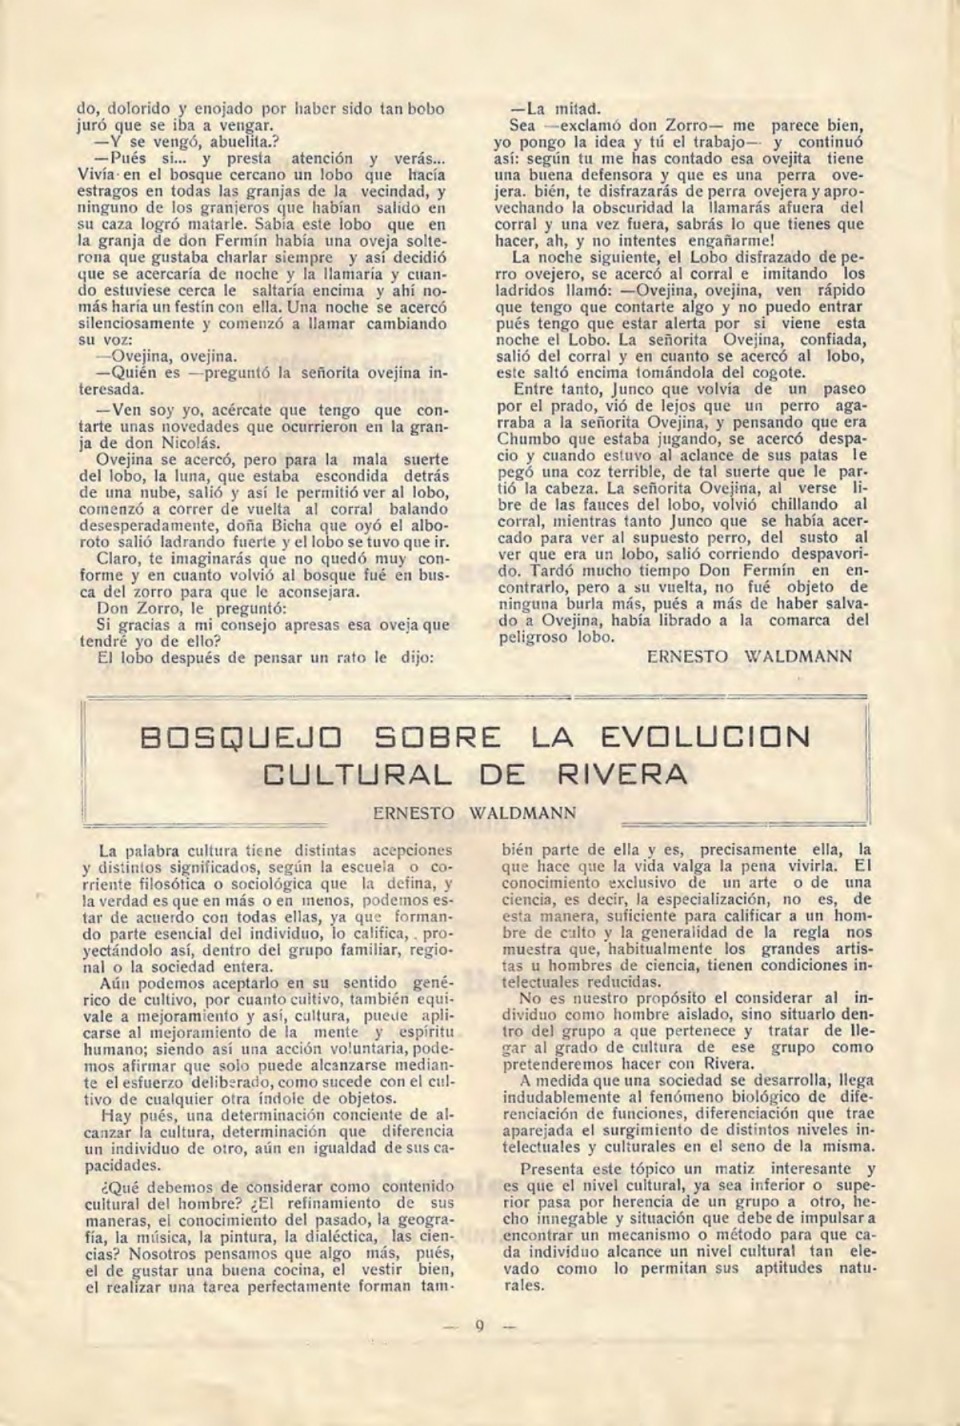 do, dolorido y enojado por haber sido tan bobo
juró que se iba a vengar.
—Y se vengó, abuelita.?
—Pués si... y presta atención y verás...
Vivía en el bosque cercano un lobo que hacía
estragos en todas las granjas de la vecindad, y
ninguno de los granjeros que habían salido en
su caza logró matarle. Sabía este lobo que en
la granja de don Fermín había una oveja solte-
rona que gustaba charlar siempre y así decidió
que se acercaría de noche y la llamaría y cuan-
do estuviese cerca le saltaría encima y ahí no-
más haría un festín con ella. Una noche se acercó
silenciosamente y comenzó a llamar cambiando
su voz:
—Ovejina, ovejina.
—Quién es —preguntó la señorita ovejina in-
teresada.
—Ven soy yo, acércate que tengo que con-
tarte unas novedades que ocurrieron en la gran-
ja de don Nicolás.
Ovejina se acercó, pero para la mala suerte
del lobo, la luna, que estaba escondida detrás
de una nube, salió y así le permitió ver al lobo,
comenzó a correr de vuelta al corral balando
desesperadamente, doña Bicha que oyó el albo-
roto salió ladrando fuerte y el lobo se tuvo que ir.
Claro, te imaginarás que no quedó muy con-
forme y en cuanto volvió al bosque fué en bus-
ca del zorro para que le aconsejara.
Don Zorro, le preguntó:
Si gracias a mi consejo apresas esa oveja que
tendré yo de ello?
El lobo después de pensar un rato le dijo:
—La mitad.
Sea —exclamó don Zorro— me parece bien,
yo pongo la idea y tú el trabajo— y continuó
así: según tu me has contado esa ovejita tiene
una buena defensora y que es una perra ove-
jera. bién, te disfrazarás de perra ovejera y apro-
vechando la obscuridad la llamarás afuera del
corral y una vez fuera, sabrás lo que tienes que
hacer, ah, y no intentes engañarme!
La noche siguiente, el Lobo disfrazado de pe-
rro ovejero, se acercó al corral e imitando los
ladridos llamó: —Ovejina, ovejina, ven rápido
que tengo que contarte algo y no puedo entrar
pués tengo que estar alerta por si viene esta
noche el Lobo. La señorita Ovejína, confiada,
salió del corral y en cuanto se acercó al lobo,
este saltó encima tomándola del cogote.
Entre tanto, Junco que volvía de un paseo
por el prado, vió de lejos que un perro aga-
rraba a la señorita Ovejina, y pensando que era
Chumbo que estaba jugando, se acercó despa-
cio y cuando estuvo al aclance de sus patas le
pegó una coz terrible, de tal suerte que le par-
tió la cabeza. La señorita Ovejina, al verse li-
bre de las fauces del lobo, volvió chillando al
corral, mientras tanto Junco que se había acer-
cado para ver al supuesto perro, del susto al
ver que era un lobo, salió corriendo despavori-
do. Tardó mucho tiempo Don Fermín en en-
contrarlo, pero a su vuelta, no fué objeto de
ninguna burla más, pués a más de haber salva-
do a Ovejina, había librado a la comarca del
peligroso lobo.
ERNESTO WALDMANN
BOSQUEJO SOBRE LA EVOLUCION
CULTURAL DE RIVERA
ERNESTO WALDMANN
La palabra cultura tiene distintas acepciones
y distintos significados, según la escuela o co-
rriente filosótica o sociológica que la defina, y
la verdad es que en más o en menos, podemos es-
tar de acuerdo con todas ellas, ya que forman-
do parte esencial del individuo, lo califica, pro-
yectándolo así, dentro del grupo familiar, regio-
nal o la sociedad entera.
Aún podemos aceptarlo en su sentido gené-
rico de cultivo, por cuanto cultivo, también equi-
vale a mejoramiento y así, cultura, puede apli-
carse al mejoramiento de la mente y espíritu
humano; siendo así una acción voluntaria, pode-
mos afirmar que solo puede alcanzarse median-
te el esfuerzo deliberado, como sucede con el cul-
tivo de cualquier otra índole de objetos.
Hay pués, una determinación conciente de al-
canzar la cultura, determinación que diferencia
un individuo de otro, aún en igualdad de sus ca-
pacidades.
¿Qué debemos de considerar como contenido
cultural del hombre? ¿El refinamiento de sus
maneras, el conocimiento del pasado, la geogra-
fía, la música, la pintura, la dialéctica, las cien-
cias? Nosotros pensamos que algo más, pués,
el de gustar una buena cocina, el vestir bien,
el realizar una tarea perfectamente forman tam-
bién parte de ella y es, precisamente ella, la
que hace que la vida valga la pena vivirla. El
conocimiento exclusivo de un arte o de una
ciencia, es decir, la especialización, no es, de
esta manera, suficiente para calificar a un hom-
bre de culto y la generalidad de la regla nos
muestra que, habitualmente los grandes artis-
tas u hombres de ciencia, tienen condiciones in-
telectuales reducidas.
No es nuestro propósito el considerar al in-
dividuo como hombre aislado, sino situarlo den-
tro del grupo a que pertenece y tratar de lle-
gar al grado de cultura de ese grupo como
pretenderemos hacer con Rivera.
A medida que una sociedad se desarrolla, llega
indudablemente al fenómeno biológico de dife-
renciación de funciones, diferenciación que trae
aparejada el surgimiento de distintos niveles in-
telectuales y culturales en el seno de la misma.
Presenta este tópico un matiz interesante y
es que el nivel cultural, ya sea inferior o supe-
rior pasa por herencia de un grupo a otro, he-
cho innegable y situación que debe de impulsar a
encontrar un mecanismo o método para que ca-
da individuo alcance un nivel cultural tan ele-
vado como lo permitan sus aptitudes natu-
rales.
— 9 —